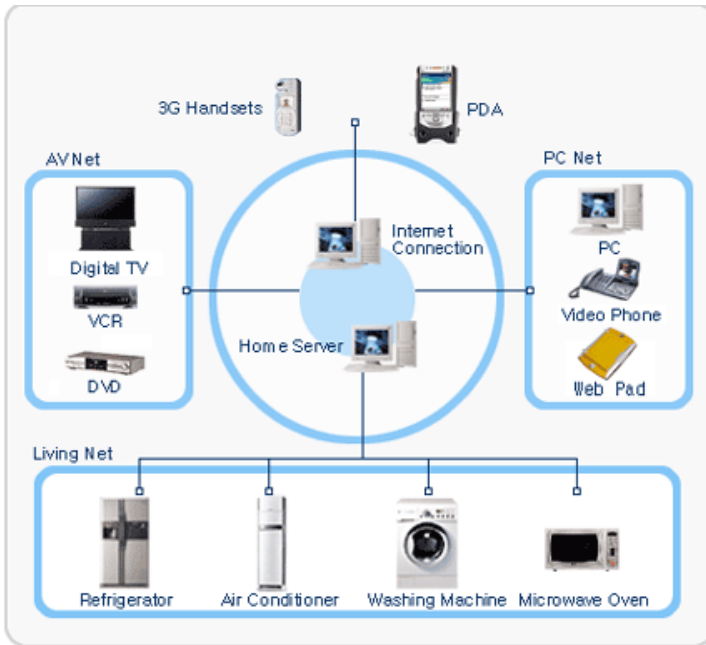 3G Handsets
PDA
AV Net
PC Net
Internet
Connection
Digital TV
PC
VCR
Video Phone
Home Server
DVD
Web Pad
Living Net
Refrigerator
Air Conditioner
Washing Machine
Microwave Oven